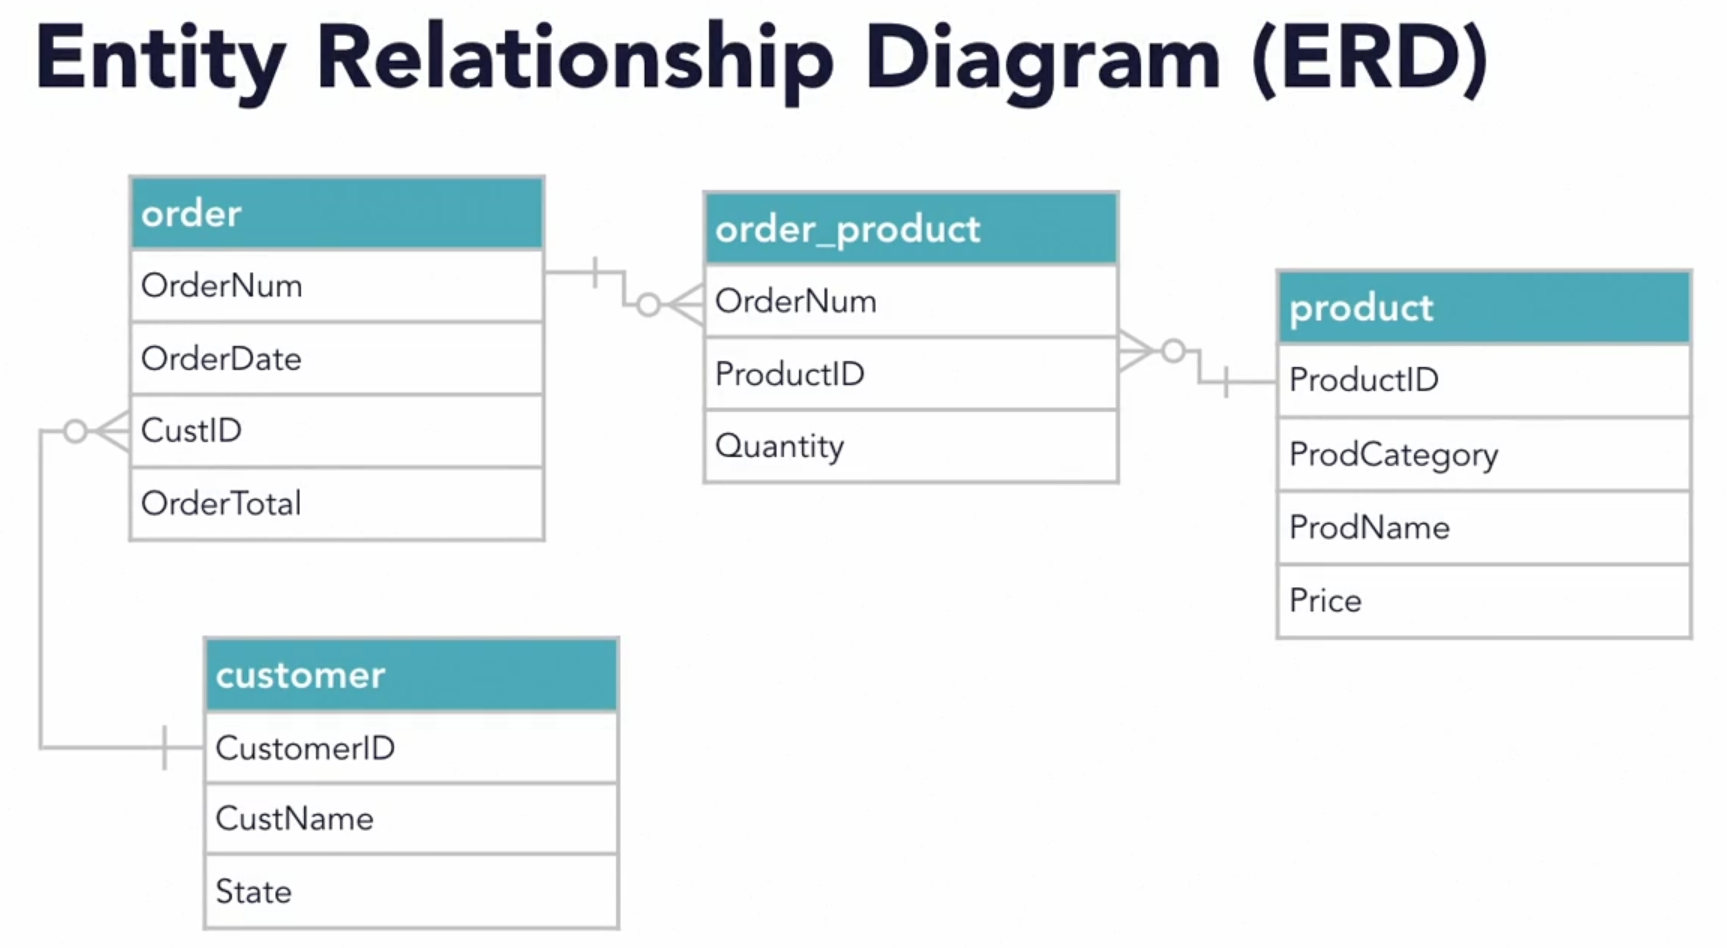 Entity Relationship Diagram (ERD)
order
OrderNum
OrderDate
CustID
OrderTotal
order_product
OrderNum
ProductID
Quantity
product
ProductID
ProdCategory
ProdName
Price
customer
CustomerID
CustName
State